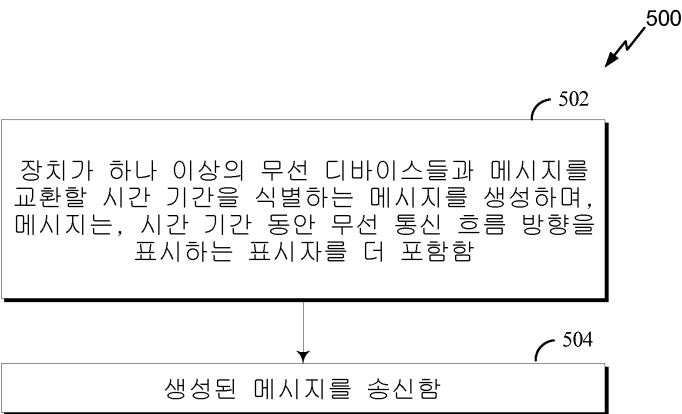 500
502
장치가 하나 이상의 무선 디바이스들과 메시지를
교환할 시간 기간을 식별하는 메시지를 생성하며,
메시지는, 시간 기간 동안 무선 통신 흐름 방향을
표시하는 표시자를 더 포함함
504
생성된 메시지를 송신함